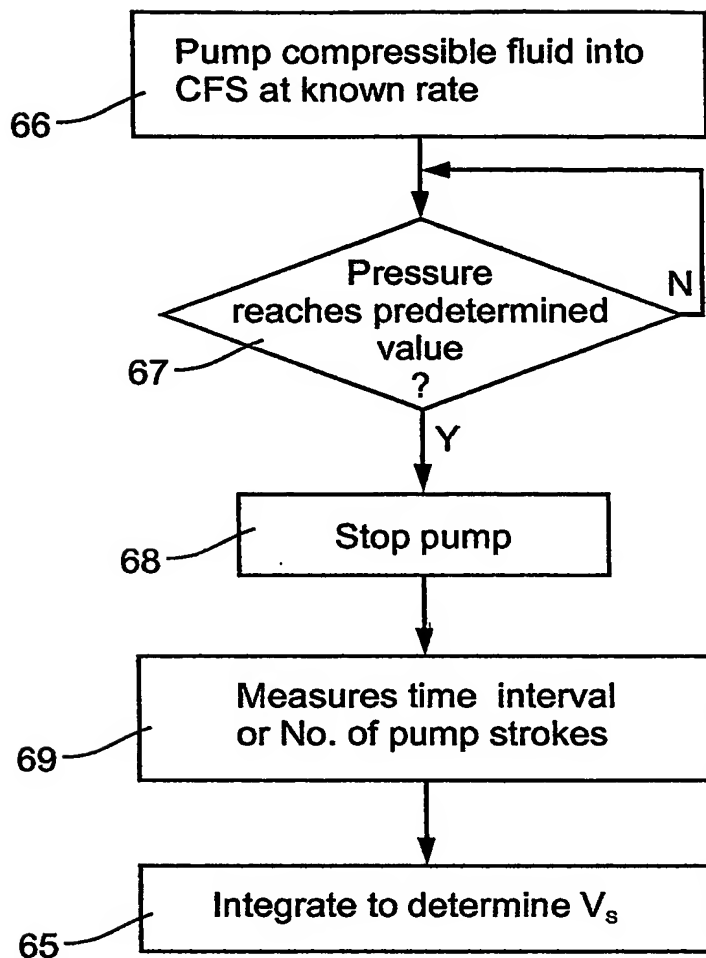 Pump compressible fluid into
CFS at known rate
66
Pressure
reaches predetermined
value
?
N
67
Y
Stop pump
68
Measures time interval
or No. of pump strokes
69
Integrate to determine Vₛ
65